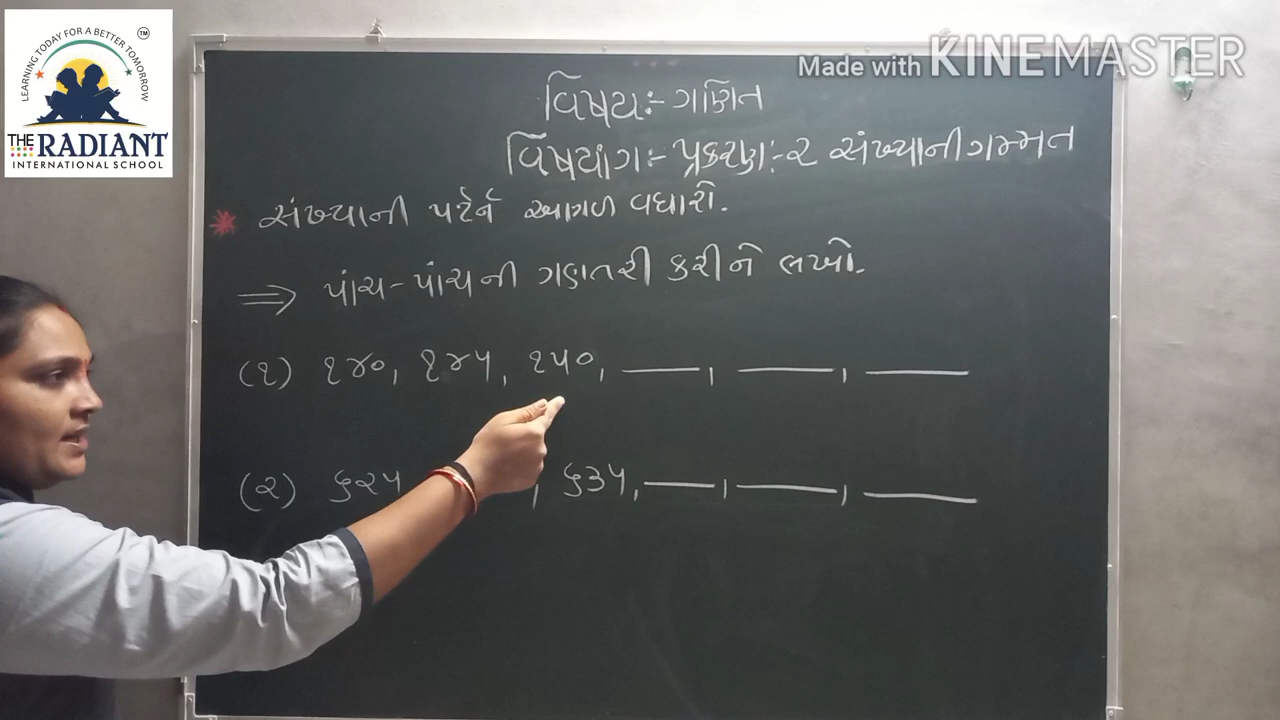 LEARNING TODAY FOR A BETTER TOMORROW
TM
THE RADIANT
INTERNATIONAL SCHOOL
Made with KINEMASTER
વિષય:- ગણિત
વિષયાંગ:- પ્રકરણ:-૨ સંખ્યાની ગમ્મત
* સંખ્યાની પટર્ન આગળ વધારો.
⇒ પાંચ-પાંચની ગણતરી કરીને લખો.
(૧) ૧૪૦, ૧૪૫, ૧૫૦, ___, ___, ___
(૨) ૬૨૫ , ૬૩૫, ___, ___, ___